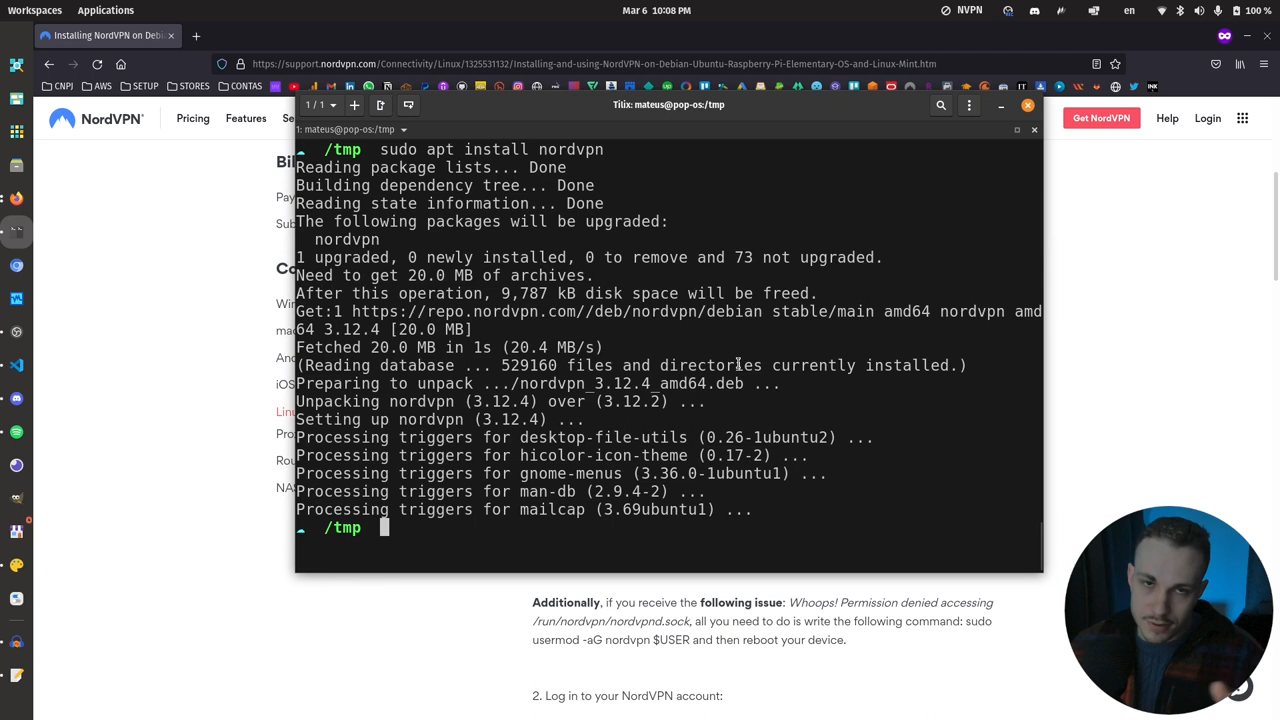 Workspaces Applications Mar 6 10:08 PM NVPN en 100 %
Installing NordVPN on Debi
https://support.nordvpn.com/Connectivity/Linux/1325531132/Installing-and-using-NordVPN-on-Debian-Ubuntu-Raspberry-Pi-Elementary-OS-and-Linux-Mint.htm
CNPJ AWS SETUP STORES CONTAS
NordVPN® Pricing Features Se Get NordVPN Help Login
1 / 1 Tilix: mateus@pop-os:/tmp
1: mateus@pop-os:/tmp
/tmp sudo apt install nordvpn
Reading package lists... Done
Building dependency tree... Done
Reading state information... Done
The following packages will be upgraded:
nordvpn
1 upgraded, 0 newly installed, 0 to remove and 73 not upgraded.
Need to get 20.0 MB of archives.
After this operation, 9,787 kB disk space will be freed.
Get:1 https://repo.nordvpn.com//deb/nordvpn/debian stable/main amd64 nordvpn amd
64 3.12.4 [20.0 MB]
Fetched 20.0 MB in 1s (20.4 MB/s)
(Reading database ... 529160 files and directories currently installed.)
Preparing to unpack .../nordvpn_3.12.4_amd64.deb ...
Unpacking nordvpn (3.12.4) over (3.12.2) ...
Setting up nordvpn (3.12.4) ...
Processing triggers for desktop-file-utils (0.26-1ubuntu2) ...
Processing triggers for hicolor-icon-theme (0.17-2) ...
Processing triggers for gnome-menus (3.36.0-1ubuntu1) ...
Processing triggers for man-db (2.9.4-2) ...
Processing triggers for mailcap (3.69ubuntu1) ...
/tmp
Bil
Pay
Sub
Co
Win
mac
And
iOS
Linu
Pro
Rou
NAS
Additionally, if you receive the following issue: Whoops! Permission denied accessing
/run/nordvpn/nordvpnd.sock, all you need to do is write the following command: sudo
usermod -aG nordvpn $USER and then reboot your device.
2. Log in to your NordVPN account: